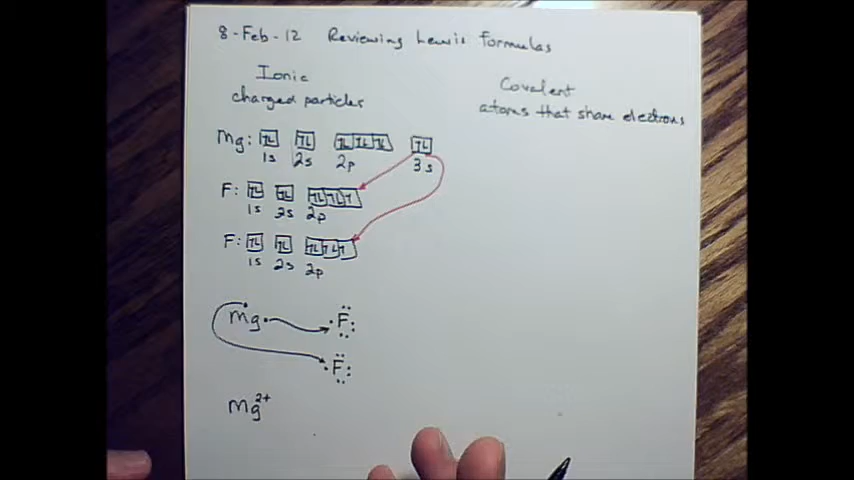 8-Feb-12 Reviewing Lewis formulas
Ionic
charged particles
Covalent
atoms that share electrons
Mg:
1s 2s 2p 3s
F:
1s 2s 2p
F:
1s 2s 2p
Mg F
F
Mg2+